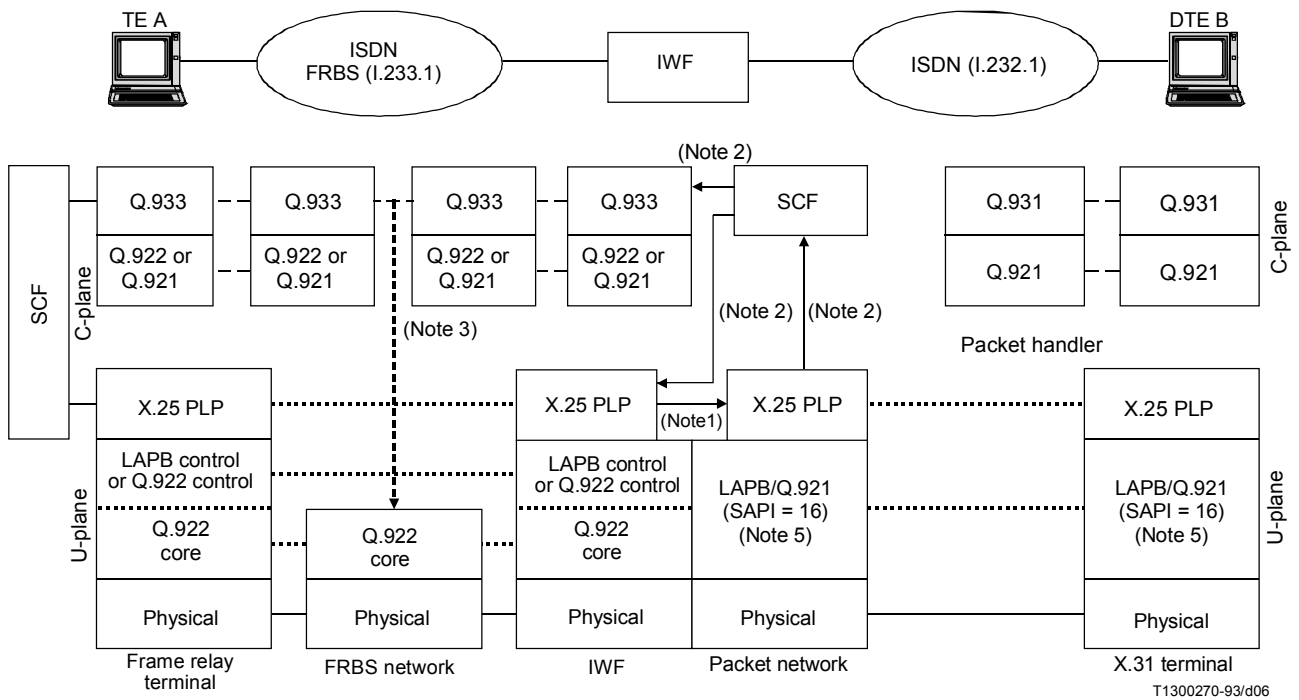 TE A
DTE B
ISDN
FRBS (I.233.1)
IWF
ISDN (I.232.1)
(Note 2)
SCF
C-plane
Q.933
Q.933
Q.933
Q.933
SCF
Q.931
Q.931
C-plane
Q.922 or
Q.921
Q.922 or
Q.921
Q.922 or
Q.921
Q.922 or
Q.921
Q.921
Q.921
(Note 3)
(Note 2)
(Note 2)
Packet handler
X.25 PLP
X.25 PLP
(Note1)
X.25 PLP
X.25 PLP
U-plane
LAPB control
or Q.922 control
LAPB control
or Q.922 control
LAPB/Q.921
(SAPI = 16)
(Note 5)
LAPB/Q.921
(SAPI = 16)
(Note 5)
U-plane
Q.922
core
Q.922
core
Q.922
core
Physical
Physical
Physical
Physical
Physical
Frame relay
terminal
FRBS network
IWF
Packet network
X.31 terminal
T1300270-93/d06